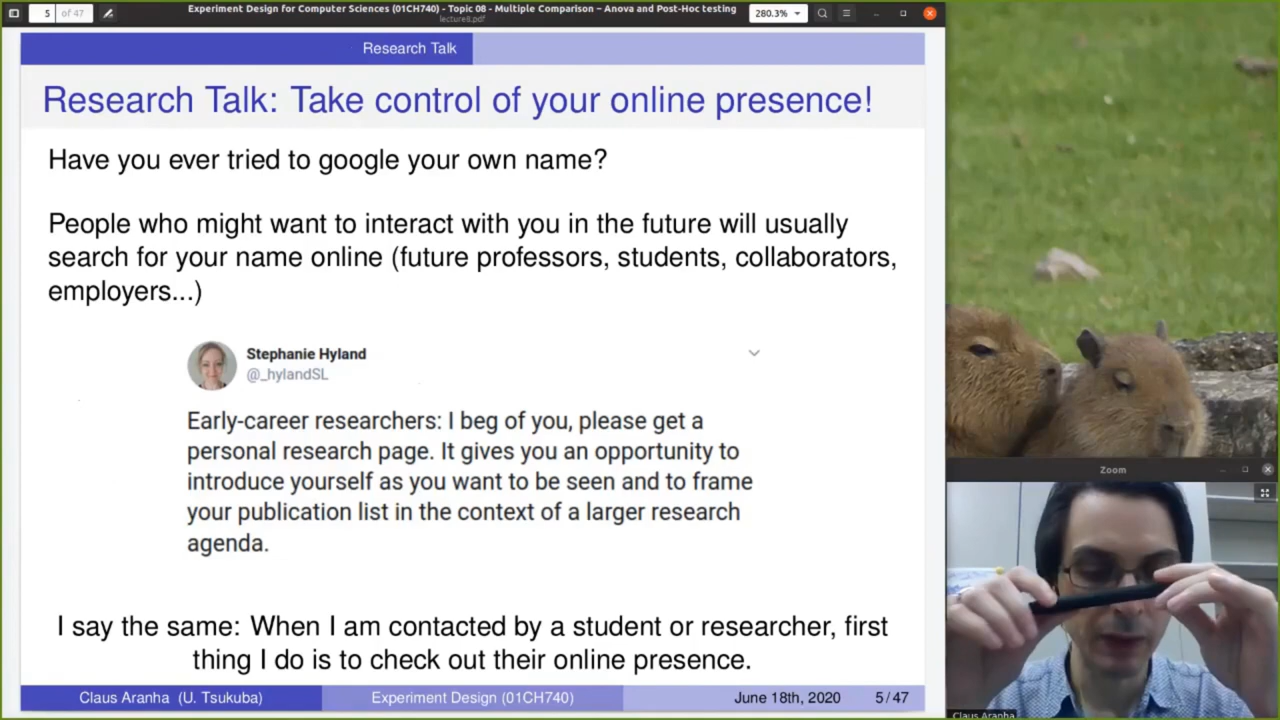 5 of 47
Experiment Design for Computer Sciences (01CH740) - Topic 08 - Multiple Comparison – Anova and Post-Hoc testing
lecture8.pdf
280.3%
Research Talk
Research Talk: Take control of your online presence!
Have you ever tried to google your own name?
People who might want to interact with you in the future will usually
search for your name online (future professors, students, collaborators,
employers...)
Stephanie Hyland
@_hylandSL
Early-career researchers: I beg of you, please get a
personal research page. It gives you an opportunity to
introduce yourself as you want to be seen and to frame
your publication list in the context of a larger research
agenda.
I say the same: When I am contacted by a student or researcher, first
thing I do is to check out their online presence.
Claus Aranha (U. Tsukuba)
Experiment Design (01CH740)
June 18th, 2020
5 / 47
Zoom
Claus Aranha